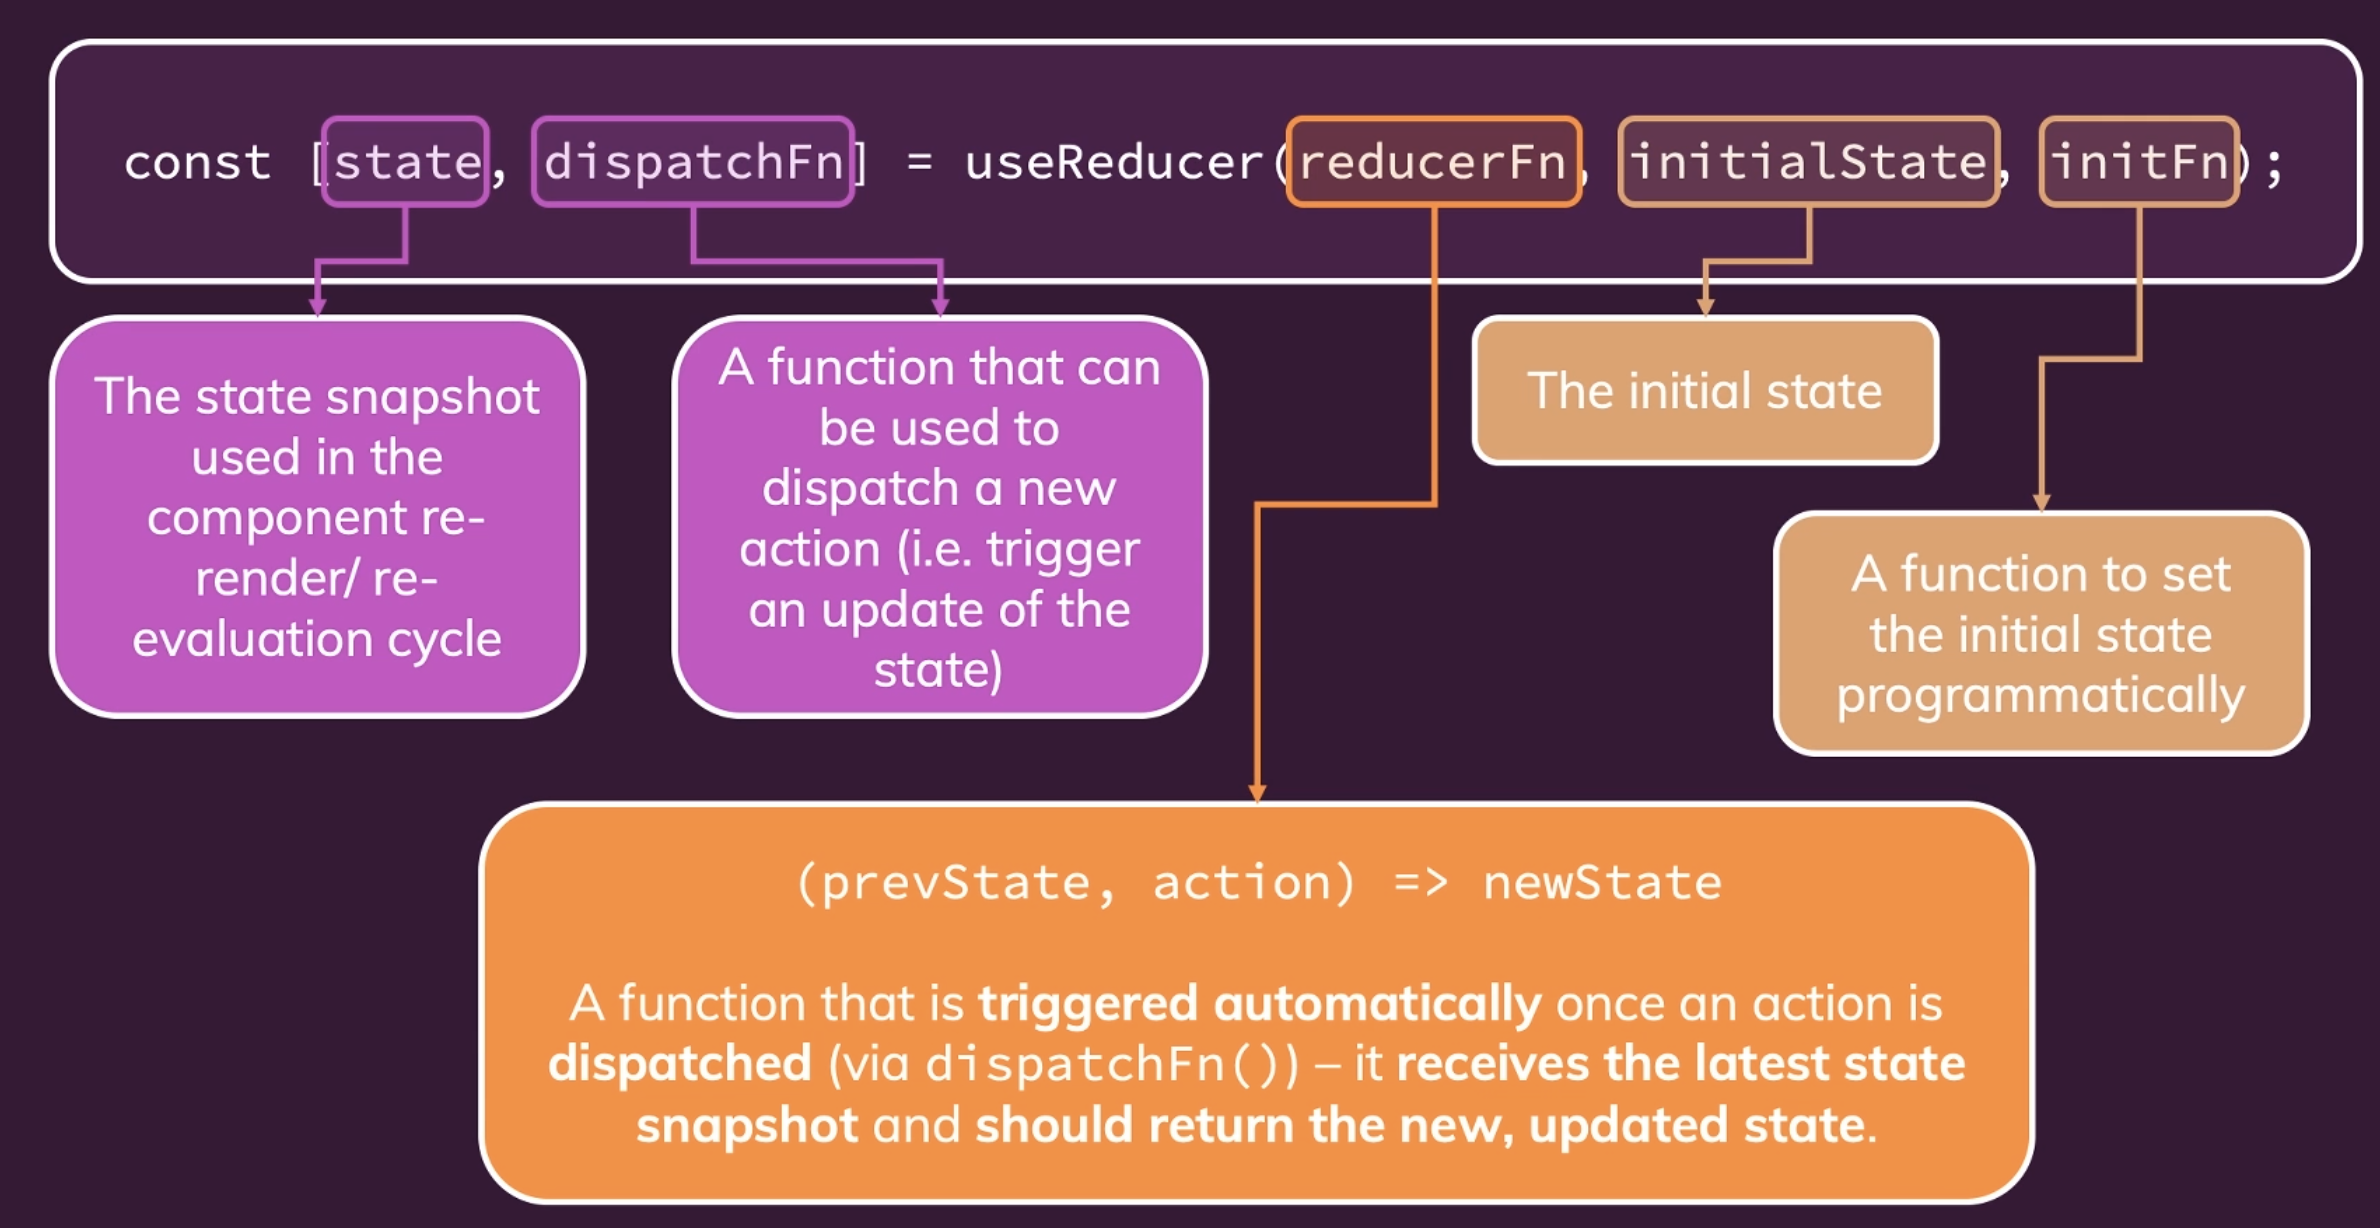 const [state, dispatchFn] = useReducer(reducerFn, initialState, initFn);
The state snapshot
used in the
component re-
render/ re-
evaluation cycle
A function that can
be used to
dispatch a new
action (i.e. trigger
an update of the
state)
The initial state
A function to set
the initial state
programmatically
(prevState, action) => newState
A function that is triggered automatically once an action is
dispatched (via dispatchFn()) – it receives the latest state
snapshot and should return the new, updated state.